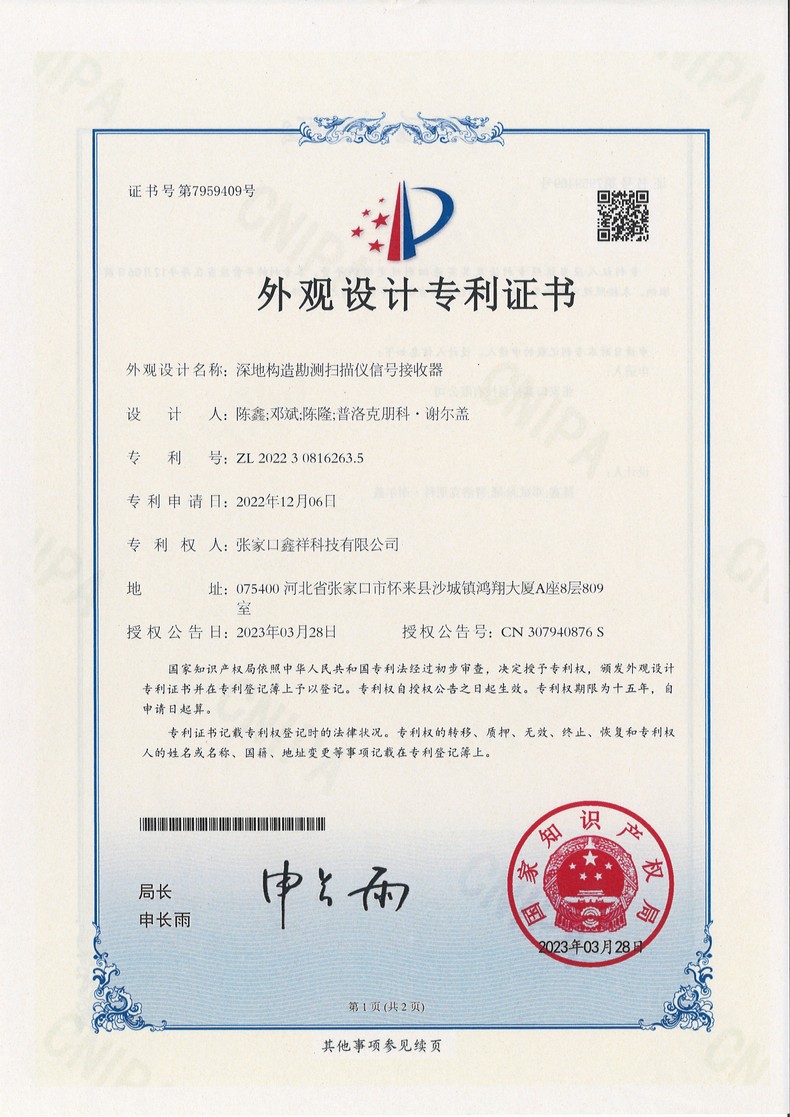 证书号第7959409号
外观设计专利证书
外观设计名称：深地构造勘测扫描仪信号接收器
设计人：陈鑫;邓斌;陈隆;普洛克朋科·谢尔盖
专利号：ZL 2022 3 0816263.5
专利申请日：2022年12月06日
专利权人：张家口鑫祥科技有限公司
地址：075400 河北省张家口市怀来县沙城镇鸿翔大厦A座8层809
室
授权公告日：2023年03月28日 授权公告号：CN 307940876 S
国家知识产权局依照中华人民共和国专利法经过初步审查，决定授予专利权，颁发外观设计
专利证书并在专利登记簿上予以登记。专利权自授权公告之日起生效。专利权期限为十五年，自
申请日起算。
专利证书记载专利权登记时的法律状况。专利权的转移、质押、无效、终止、恢复和专利权
人的姓名或名称、国籍、地址变更等事项记载在专利登记簿上。
局长
申长雨
申长雨
国家知识产权局
2023年03月28日
第 1 页 (共 2 页)
其他事项参见续页
CNIPA